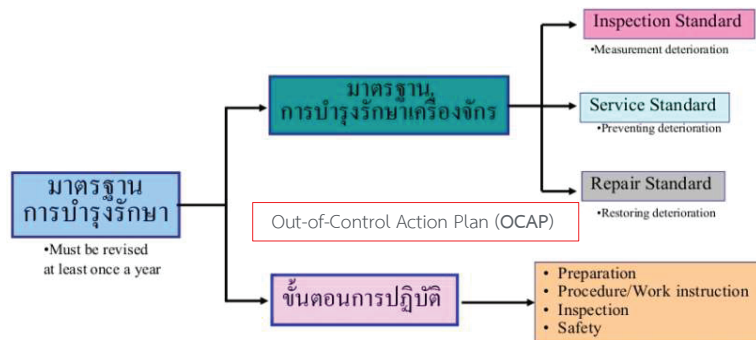 Inspection Standard
•Measurement deterioration
มาตรฐาน
การบำรุงรักษาเครื่องจักร
Service Standard
•Preventing deterioration
มาตรฐาน
การบำรุงรักษา
Repair Standard
•Restoring deterioration
Out-of-Control Action Plan (OCAP)
•Must be revised
at least once a year
ขั้นตอนการปฏิบัติ
• Preparation
• Procedure/Work instruction
• Inspection
• Safety